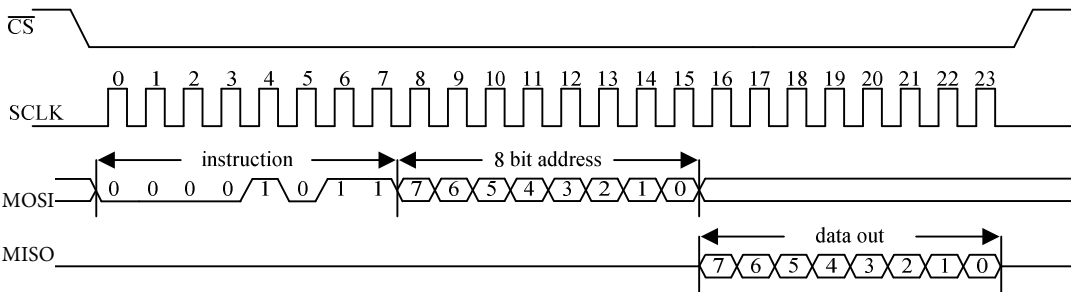 CS
0 1 2 3 4 5 6 7 8 9 10 11 12 13 14 15 16 17 18 19 20 21 22 23
SCLK
instruction 8 bit address
MOSI 0 0 0 0 1 0 1 1 7 6 5 4 3 2 1 0
data out
MISO 7 6 5 4 3 2 1 0